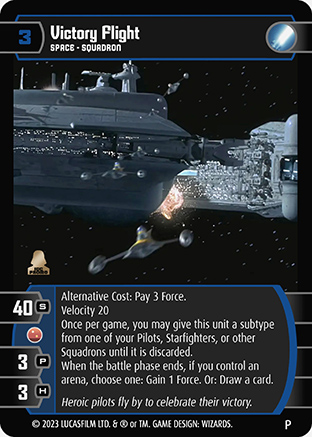 3 Victory Flight
SPACE - SQUADRON
40 S
3 P
3 H
Alternative Cost: Pay 3 Force.
Velocity 20
Once per game, you may give this unit a subtype
from one of your Pilots, Starfighters, or other
Squadrons until it is discarded.
When the battle phase ends, if you control an
arena, choose one: Gain 1 Force. Or: Draw a card.
Heroic pilots fly by to celebrate their victory.
© 2023 LUCASFILM LTD. & ® or TM. GAME DESIGN: WIZARDS.
P